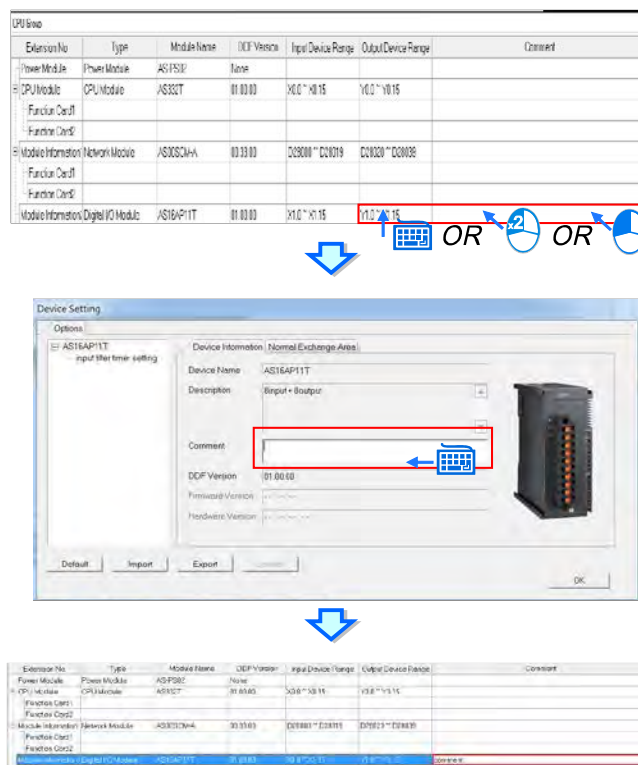 CPU Group
Extension No Type Module Name DDF Version Input Device Range Output Device Range Comment
Power Module Power Module AS-PS02 None
CPU Module CPU Module AS332T 01.00.00 X0.0 ~ X0.15 Y0.0 ~ Y0.15
Function Card1
Function Card2
Module Information Network Module AS00SCM-A 00.33.00 D28000 ~ D28019 D28020 ~ D28039
Function Card1
Function Card2
Module Information Digital I/O Module AS16AP11T 01.00.00 X1.0 ~ X1.15 Y1.0 ~ Y1.15
OR x2 OR
Device Setting
Options
AS16AP11T
input filter timer setting
Device Information Normal Exchange Area
Device Name AS16AP11T
Description 8input + 8output
Comment
DDF Version 01.00.00
Firmware Version
Hardware Version
Default Import Export
OK
Extension No Type Module Name DDF Version Input Device Range Output Device Range Comment
Power Module Power Module AS-PS02 None
CPU Module CPU Module AS332T 01.00.00 X0.0 ~ X0.15 Y0.0 ~ Y0.15
Function Card1
Function Card2
Module Information Network Module AS00SCM-A 00.33.00
Function Card1
Function Card2
Module Information Digital I/O Module AS16AP11T 01.00.00 comment